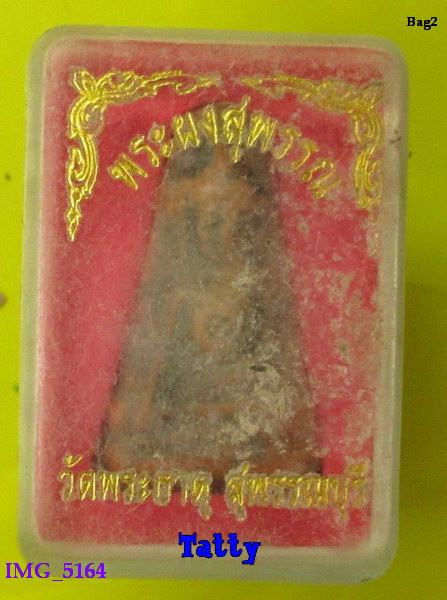 Bag2
พระผงสุพรรณ
วัดพระธาตุ สุพรรณบุรี
Tatty
IMG_5164